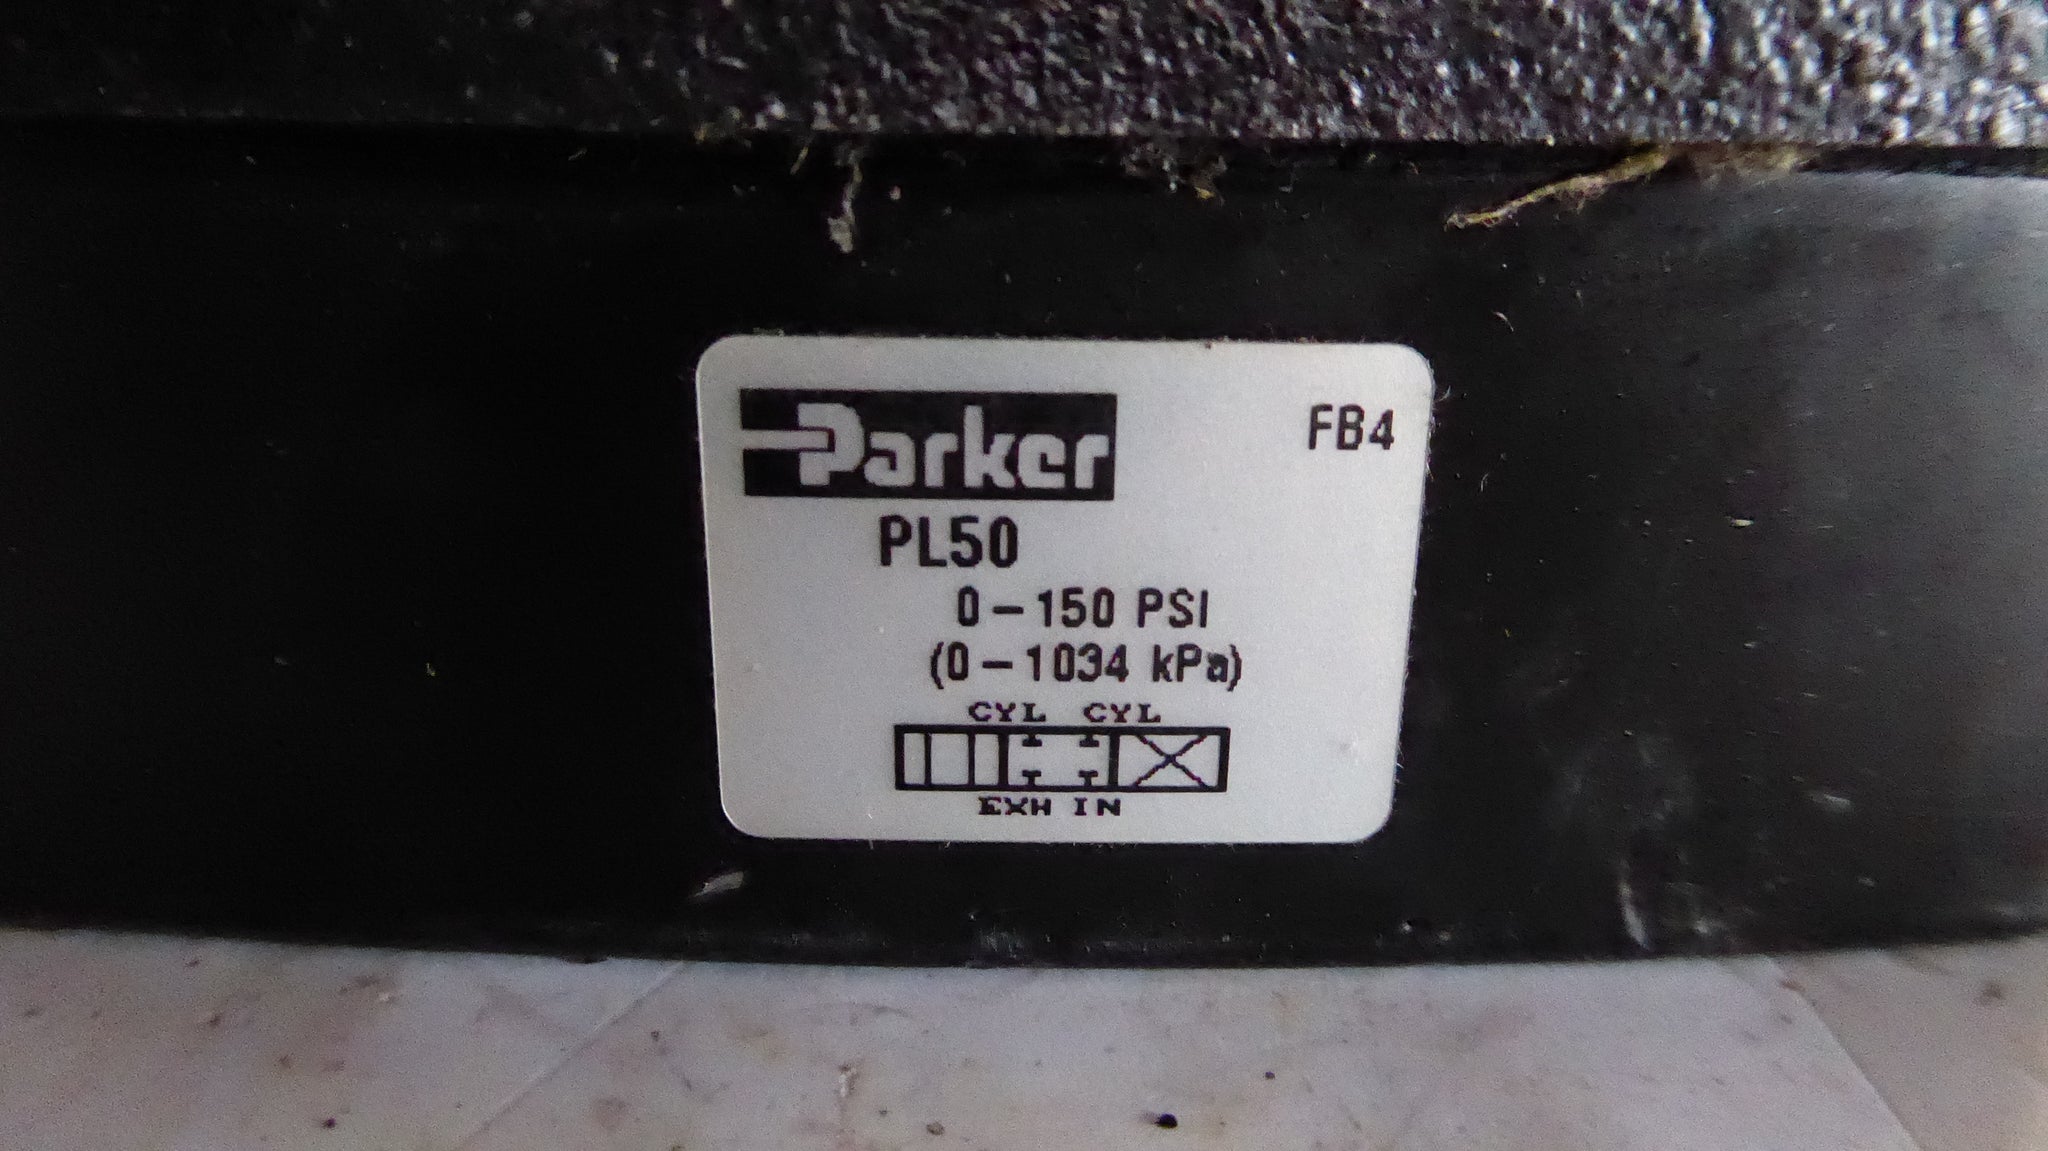 Parker
FB4
PL50
0-150 PSI
(0-1034 kPa)
CYL CYL
EXH IN